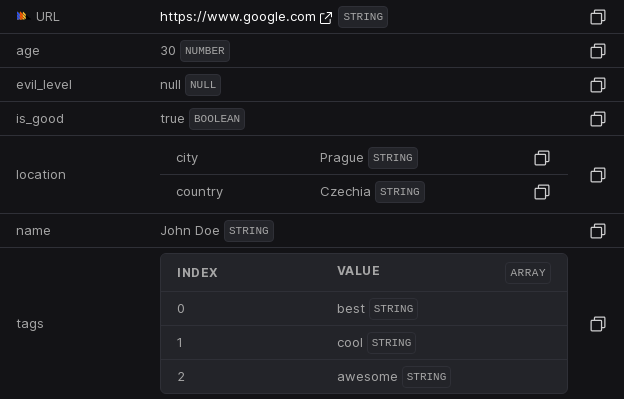 URL https://www.google.com STRING
age 30 NUMBER
evil_level null NULL
is_good true BOOLEAN
location
city Prague STRING
country Czechia STRING
name John Doe STRING
tags
INDEX VALUE ARRAY
0 best STRING
1 cool STRING
2 awesome STRING